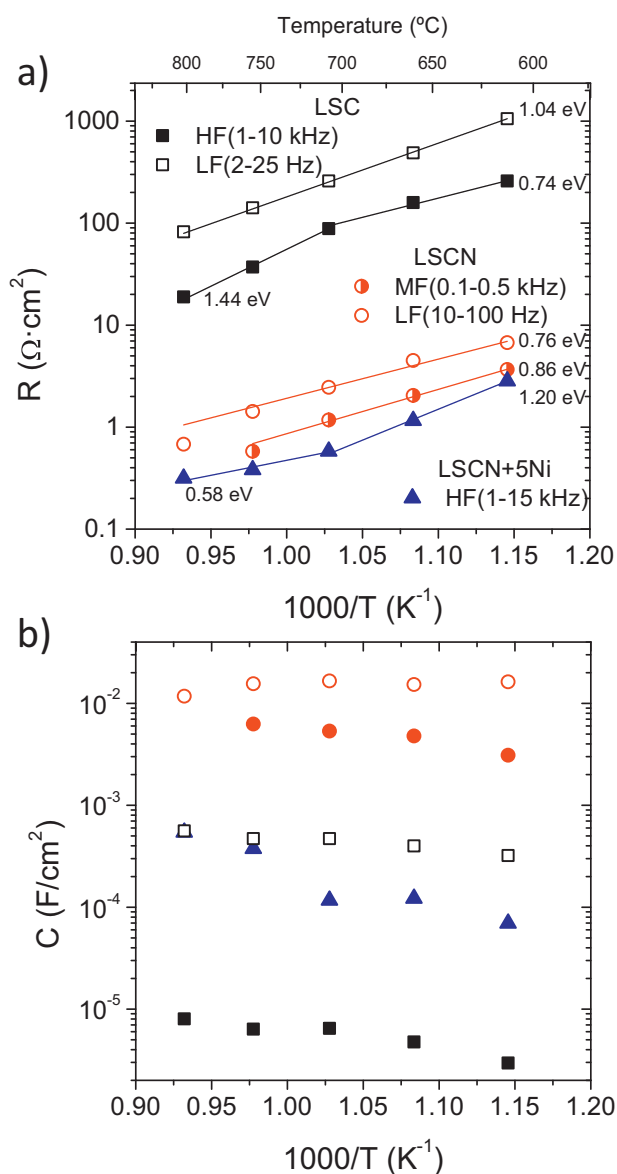 Temperature (ºC)
a)
800 750 700 650 600
LSC
HF(1-10 kHz)
LF(2-25 Hz)
1.04 eV
0.74 eV
1.44 eV
LSCN
MF(0.1-0.5 kHz)
LF(10-100 Hz)
0.76 eV
0.86 eV
1.20 eV
0.58 eV
LSCN+5Ni
HF(1-15 kHz)
R (Ω·cm²)
1000
100
10
1
0.1
0.90 0.95 1.00 1.05 1.10 1.15 1.20
1000/T (K⁻¹)
b)
C (F/cm²)
10⁻²
10⁻³
10⁻⁴
10⁻⁵
0.90 0.95 1.00 1.05 1.10 1.15 1.20
1000/T (K⁻¹)